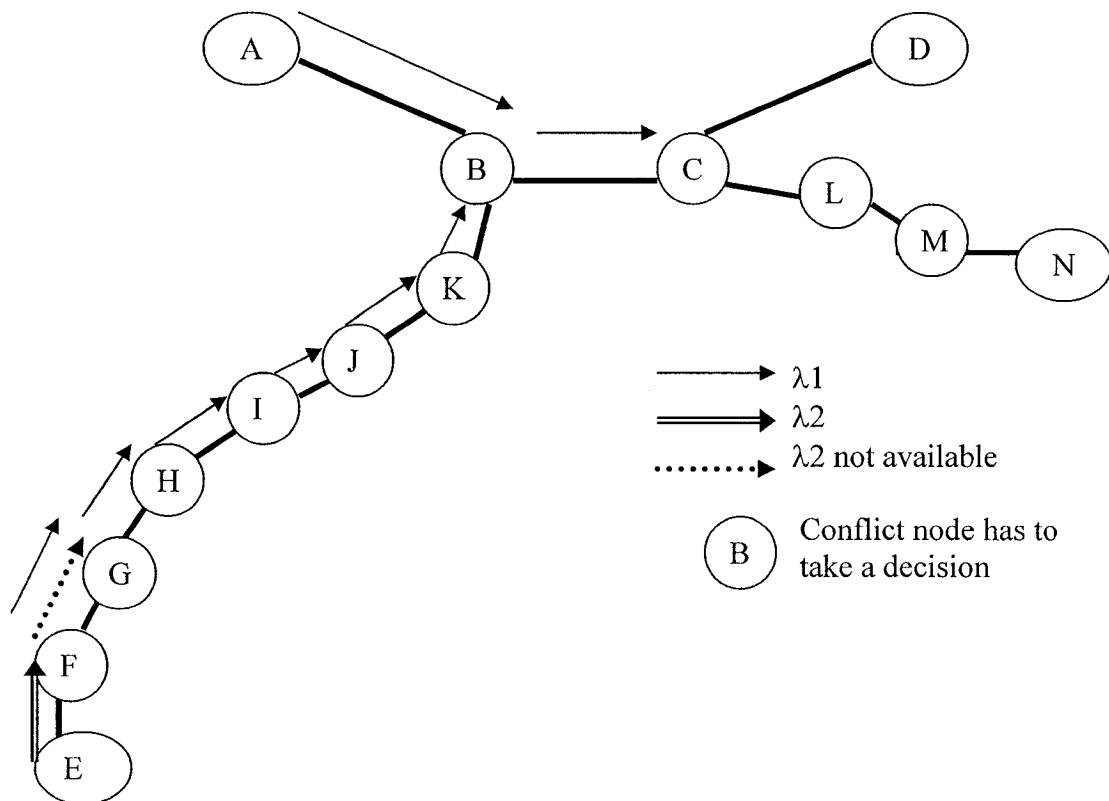 A
D
B
C
L
M
N
K
J
I
H
G
F
E
λ1
λ2
λ2 not available
B
Conflict node has to
take a decision